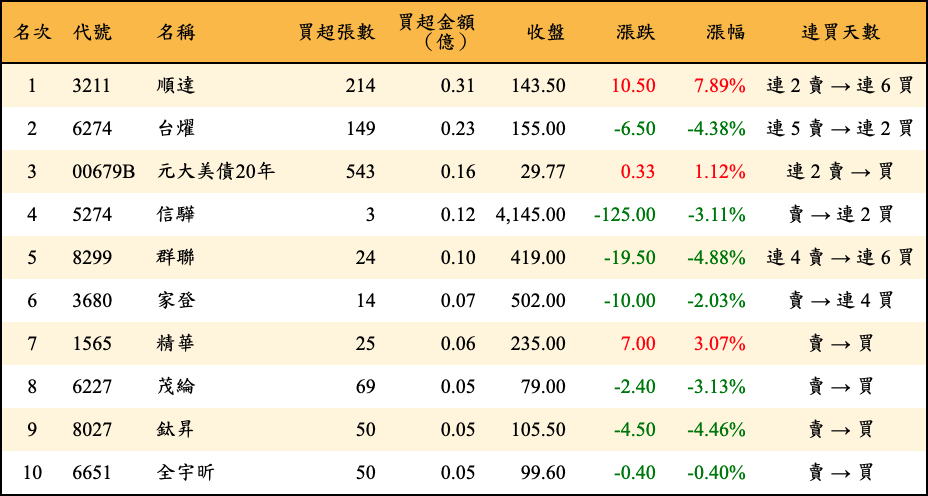 名次 代號 名稱 買超張數 買超金額（億） 收盤 漲跌 漲幅 連買天數
1 3211 順達 214 0.31 143.50 10.50 7.89% 連 2 賣 → 連 6 買
2 6274 台燿 149 0.23 155.00 -6.50 -4.38% 連 5 賣 → 連 2 買
3 00679B 元大美債20年 543 0.16 29.77 0.33 1.12% 連 2 賣 → 買
4 5274 信驊 3 0.12 4,145.00 -125.00 -3.11% 賣 → 連 2 買
5 8299 群聯 24 0.10 419.00 -19.50 -4.88% 連 4 賣 → 連 6 買
6 3680 家登 14 0.07 502.00 -10.00 -2.03% 賣 → 連 4 買
7 1565 精華 25 0.06 235.00 7.00 3.07% 賣 → 買
8 6227 茂綸 69 0.05 79.00 -2.40 -3.13% 賣 → 買
9 8027 鈦昇 50 0.05 105.50 -4.50 -4.46% 賣 → 買
10 6651 全宇昕 50 0.05 99.60 -0.40 -0.40% 賣 → 買